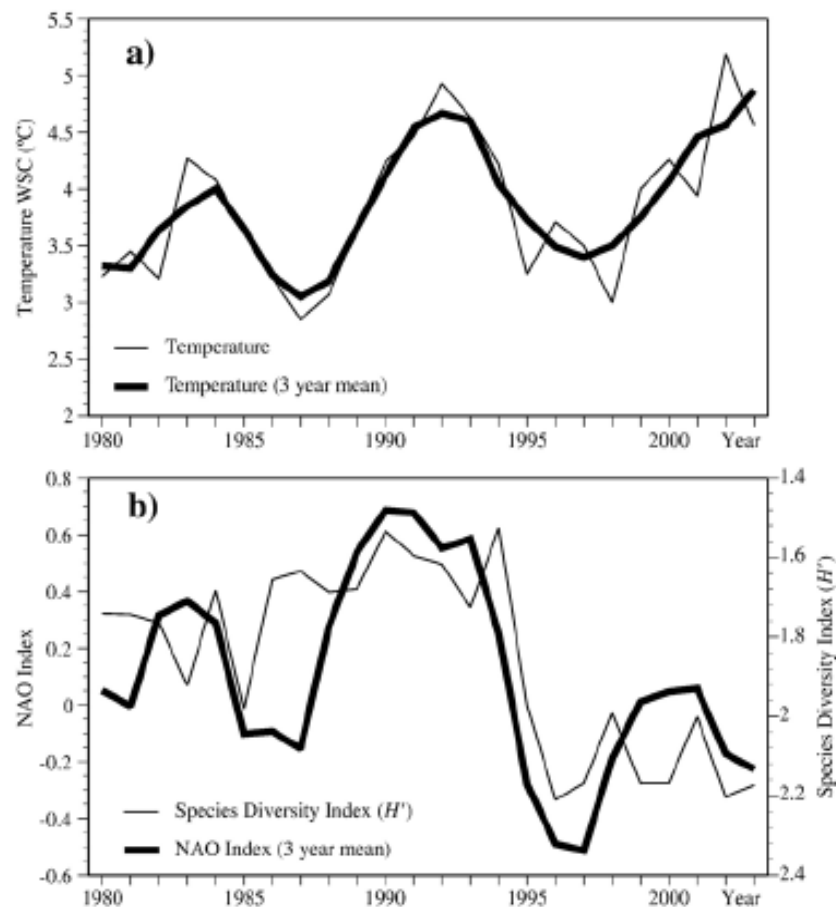 a)
5.5
5
4.5
4
3.5
3
2.5
2
Temperature WSC (ºC)
Temperature
Temperature (3 year mean)
1980 1985 1990 1995 2000 Year
b)
0.8
0.6
0.4
0.2
0
-0.2
-0.4
-0.6
NAO Index
1.4
1.6
1.8
2
2.2
2.4
Species Diversity Index (H')
Species Diversity Index (H')
NAO Index (3 year mean)
1980 1985 1990 1995 2000 Year